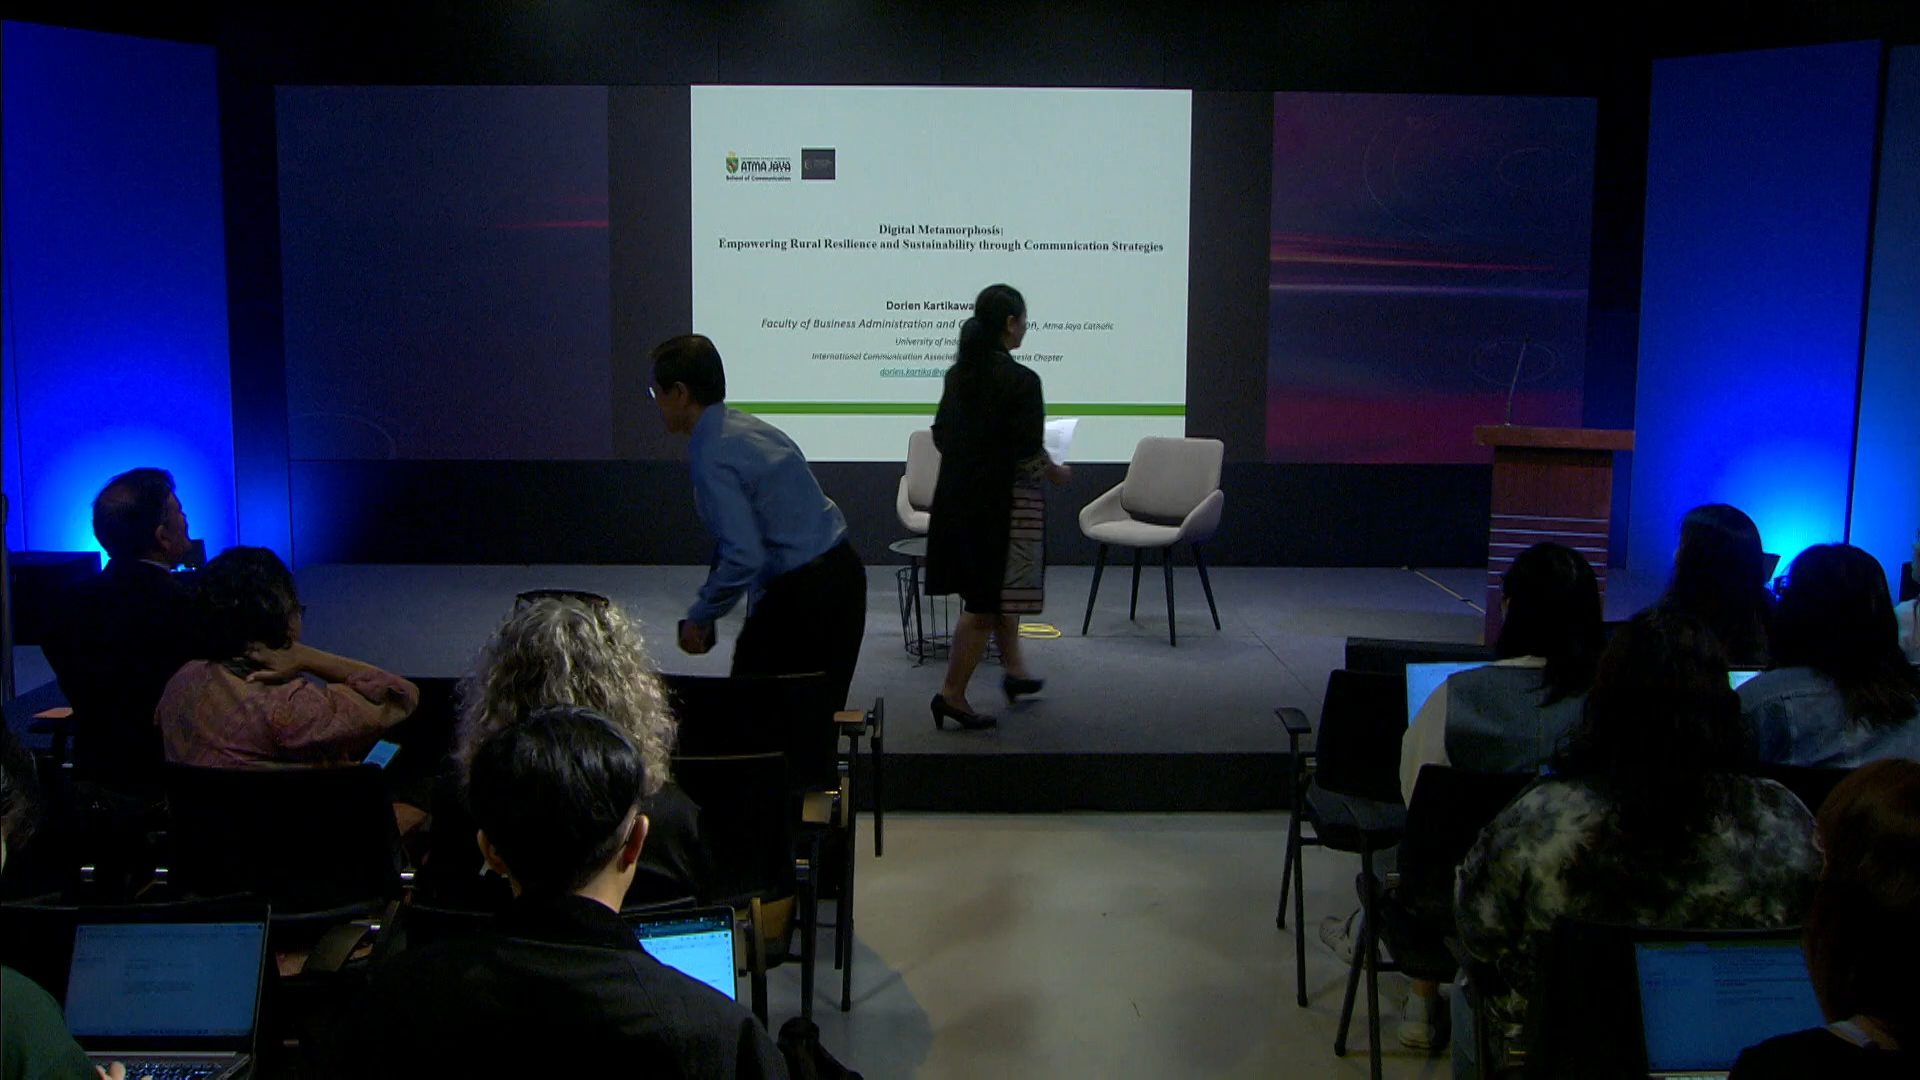 ATMA JAYA
School of Communication
Digital Metamorphosis:
Empowering Rural Resilience and Sustainability through Communication Strategies
Dorien Kartikawa
Faculty of Business Administration and C on, Atma Jaya Catholic
University of Indo
International Communication Associa nesia Chapter
dorien.kartika@a